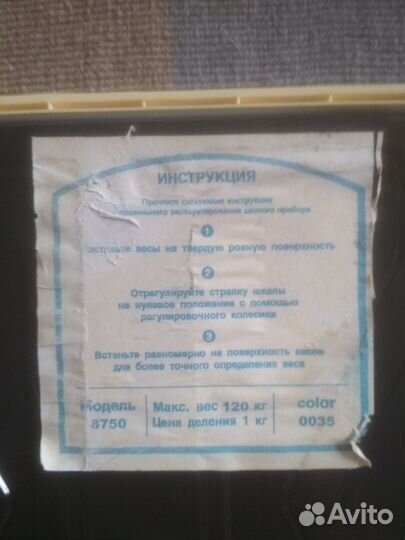 ИНСТРУКЦИЯ
Прочтите следующие инструкции
правильного эксплуатирования данного прибора
1
оставьте весы на твердую ровную поверхность
2
Отрегулируйте стрелку шкалы
на нулевое положение с помощью
регулировочного колесика
3
Встаньте равномерно на поверхность весов
для более точного определения веса
Модель
8750
Макс. вес 120 кг
Цена деления 1 кг
color
0035
Avito